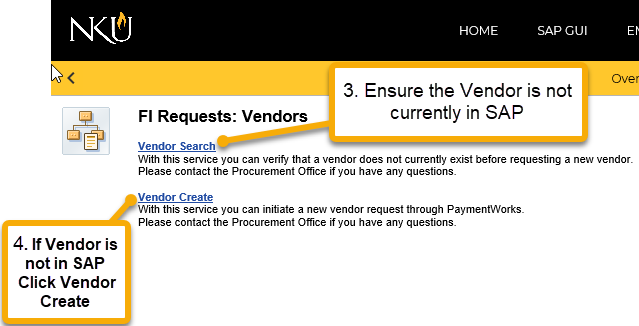 NKU
HOME
SAP GUI
3. Ensure the Vendor is not
currently in SAP
FI Requests: Vendors
Vendor Search
With this service you can verify that a vendor does not currently exist before requesting a new vendor.
Please contact the Procurement Office if you have any questions.
Vendor Create
With this service you can initiate a new vendor request through PaymentWorks.
Please contact the Procurement Office if you have any questions.
4. If Vendor is
not in SAP
Click Vendor
Create